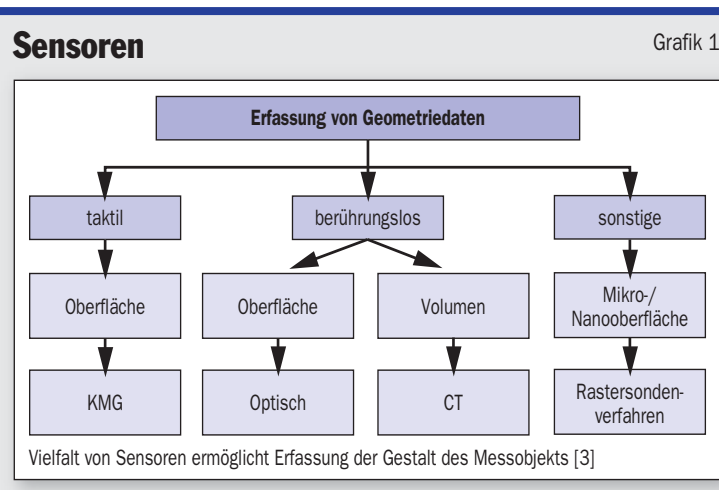 Sensoren
Grafik 1
Erfassung von Geometriedaten
taktil
berührungslos
sonstige
Oberfläche
Oberfläche
Volumen
Mikro-/
Nanooberfläche
KMG
Optisch
CT
Rastersonden-
verfahren
Vielfalt von Sensoren ermöglicht Erfassung der Gestalt des Messobjekts [3]